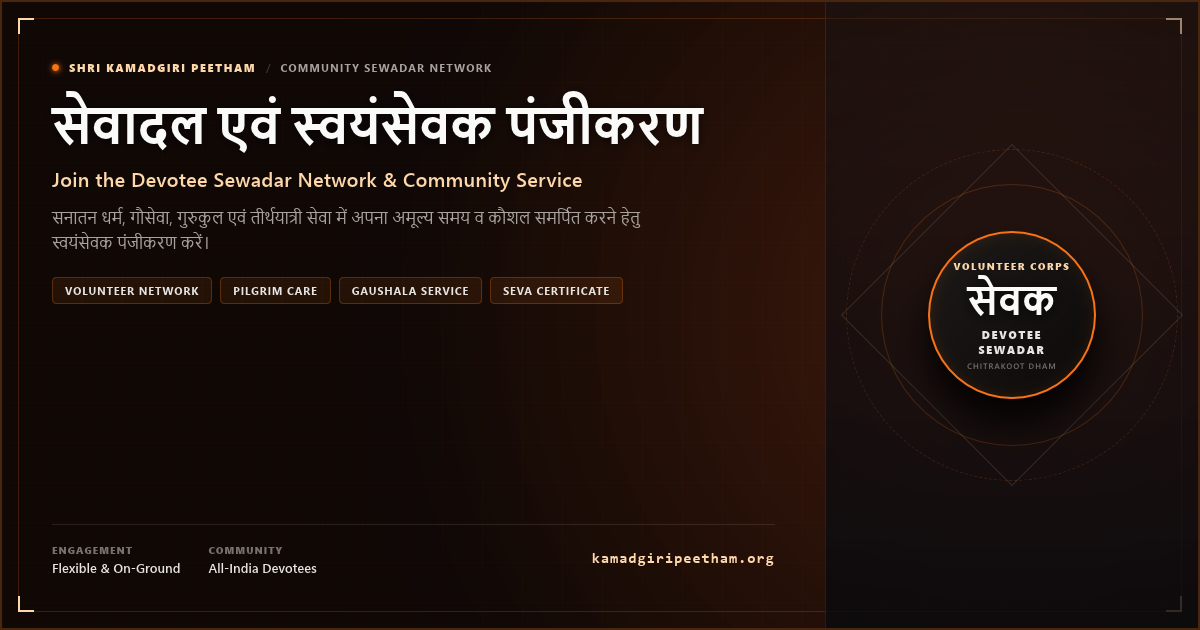 SHRI KAMADGIRI PEETHAM / COMMUNITY SEWADAR NETWORK
सेवादल एवं स्वयंसेवक पंजीकरण
Join the Devotee Sewadar Network & Community Service
सनातन धर्म, गौसेवा, गुरुकुल एवं तीर्थयात्री सेवा में अपना अमूल्य समय व कौशल समर्पित करने हेतु
स्वयंसेवक पंजीकरण करें।
VOLUNTEER NETWORK PILGRIM CARE GAUSHALA SERVICE SEVA CERTIFICATE
VOLUNTEER CORPS
सेवक
DEVOTEE
SEWADAR
CHITRAKOOT DHAM
ENGAGEMENT COMMUNITY
Flexible & On-Ground All-India Devotees
kamadgiripeetham.org